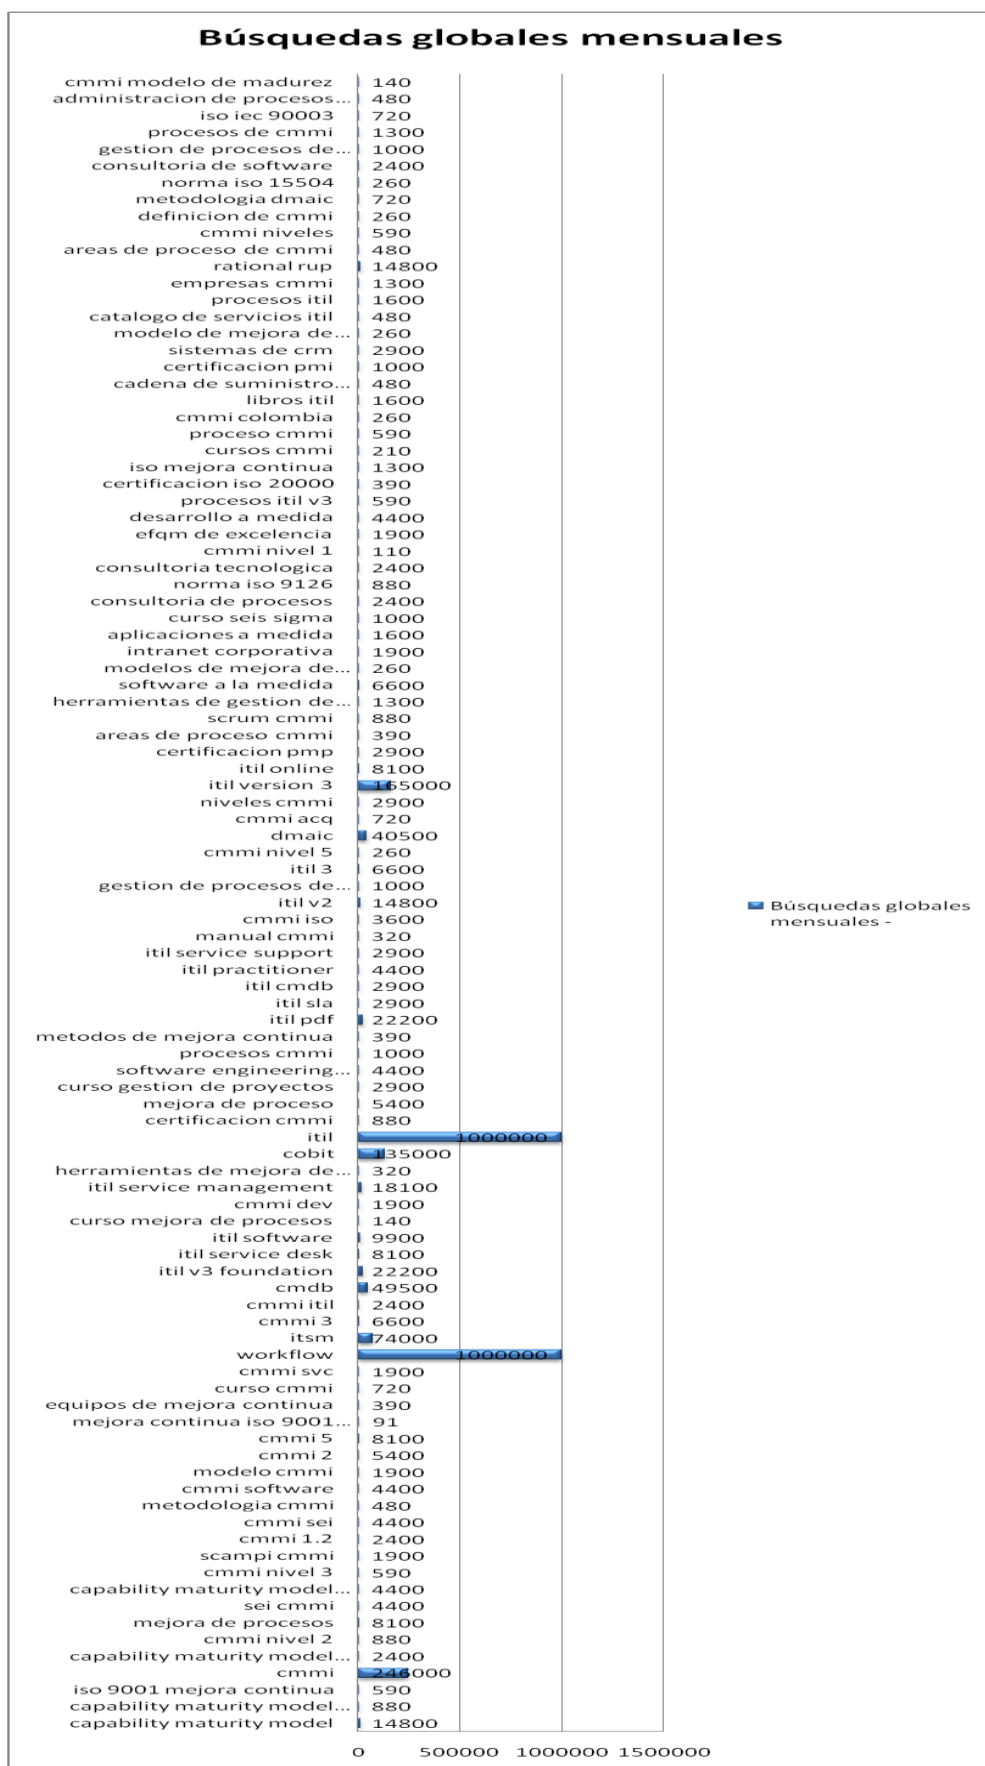 Búsquedas globales mensuales
cmmi modelo de madurez 140
administracion de procesos... 480
iso iec 90003 720
procesos de cmmi 1300
gestion de procesos de... 1000
consultoria de software 2400
norma iso 15504 260
metodologia dmaic 720
definicion de cmmi 260
cmmi niveles 590
areas de proceso de cmmi 480
rational rup 14800
empresas cmmi 1300
procesos itil 1600
catalogo de servicios itil 480
modelo de mejora de... 260
sistemas de crm 2900
certificacion pmi 1000
cadena de suministro... 480
libros itil 1600
cmmi colombia 260
proceso cmmi 590
cursos cmmi 210
iso mejora continua 1300
certificacion iso 20000 390
procesos itil v3 590
desarrollo a medida 4400
efqm de excelencia 1900
cmmi nivel 1 110
consultoria tecnologica 2400
norma iso 9126 880
consultoria de procesos 2400
curso seis sigma 1000
aplicaciones a medida 1600
intranet corporativa 1900
modelos de mejora de... 260
software a la medida 6600
herramientas de gestion de... 1300
scrum cmmi 880
areas de proceso cmmi 390
certificacion pmp 2900
itil online 8100
itil version 3 165000
niveles cmmi 2900
cmmi acq 720
dmaic 40500
cmmi nivel 5 260
itil 3 6600
gestion de procesos de... 1000
itil v2 14800
cmmi iso 3600
manual cmmi 320
itil service support 2900
itil practitioner 4400
itil cmdb 2900
itil sla 2900
itil pdf 22200
metodos de mejora continua 390
procesos cmmi 1000
software engineering... 4400
curso gestion de proyectos 2900
mejora de proceso 5400
certificacion cmmi 880
itil 1000000
cobit 135000
herramientas de mejora de... 320
itil service management 18100
cmmi dev 1900
curso mejora de procesos 140
itil software 9900
itil service desk 8100
itil v3 foundation 22200
cmdb 49500
cmmi itil 2400
cmmi 3 6600
itsm 74000
workflow 1000000
cmmi svc 1900
curso cmmi 720
equipos de mejora continua 390
mejora continua iso 9001... 91
cmmi 5 8100
cmmi 2 5400
modelo cmmi 1900
cmmi software 4400
metodologia cmmi 480
cmmi sei 4400
cmmi 1.2 2400
scampi cmmi 1900
cmmi nivel 3 590
capability maturity model... 4400
sei cmmi 4400
mejora de procesos 8100
cmmi nivel 2 880
capability maturity model... 2400
cmmi 246000
iso 9001 mejora continua 590
capability maturity model... 880
capability maturity model 14800
0 500000 1000000 1500000
Búsquedas globales
mensuales -